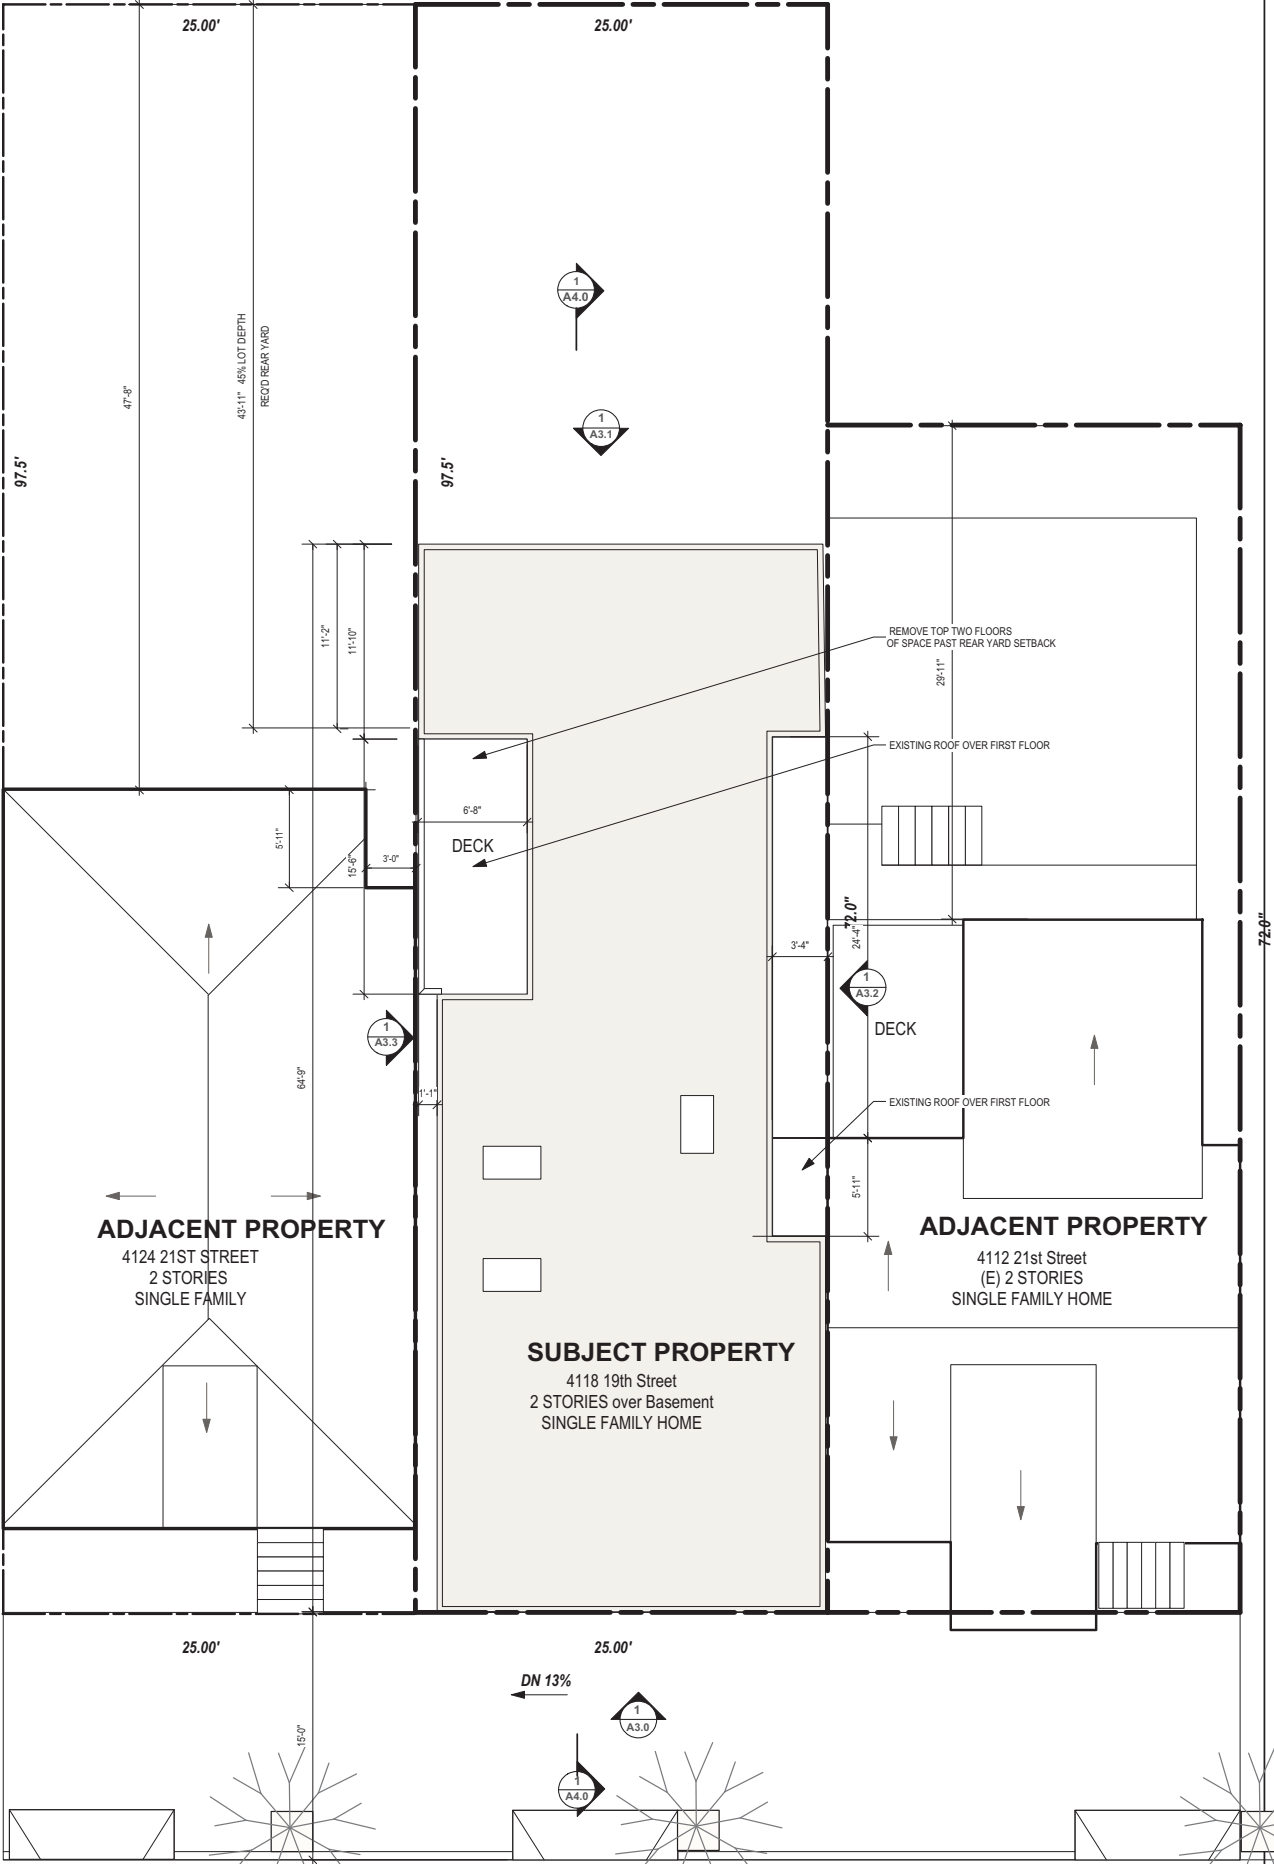 25.00'
25.00'
1
A4.0
47'-8"
43'-11" 45% LOT DEPTH
REQ'D REAR YARD
1
A3.1
97.5'
97.5'
11'-2"
11'-10"
REMOVE TOP TWO FLOORS
OF SPACE PAST REAR YARD SETBACK
29'-11"
EXISTING ROOF OVER FIRST FLOOR
6'-8"
DECK
5'-11"
15'-6"
3'-0"
72.0"
24'-4"
72.0"
3'-4"
1
A3.2
DECK
1
A3.3
64'-9"
1'-1"
EXISTING ROOF OVER FIRST FLOOR
5'-11"
ADJACENT PROPERTY
4124 21ST STREET
2 STORIES
SINGLE FAMILY
ADJACENT PROPERTY
4112 21st Street
(E) 2 STORIES
SINGLE FAMILY HOME
SUBJECT PROPERTY
4118 19th Street
2 STORIES over Basement
SINGLE FAMILY HOME
25.00'
25.00'
DN 13%
1
A3.0
15'-0"
1
A4.0